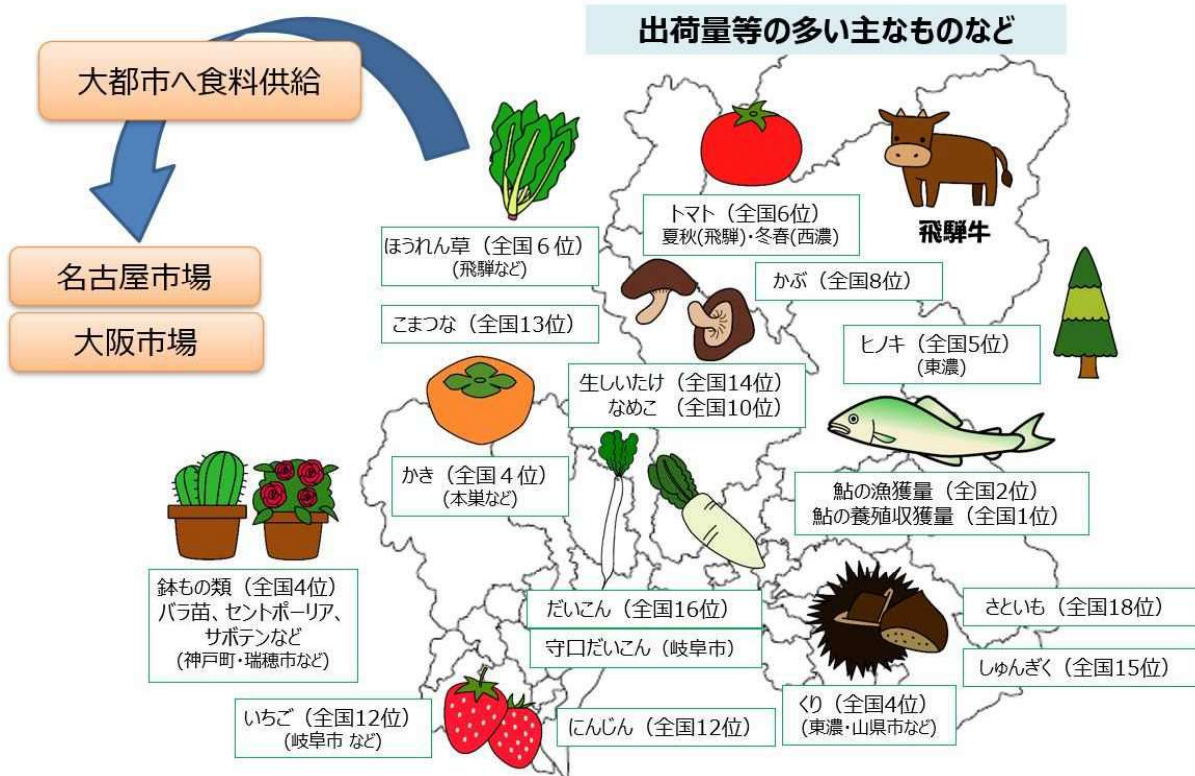 出荷量等の多い主なものなど
大都市へ食料供給
名古屋市場
大阪市場
ほうれん草（全国６位）
(飛騨など)
トマト（全国6位）
夏秋(飛騨)・冬春(西濃)
飛騨牛
こまつな（全国13位）
かぶ（全国8位）
ヒノキ（全国5位）
(東濃)
生しいたけ（全国14位）
なめこ（全国10位）
かき（全国４位）
(本巣など)
鮎の漁獲量（全国2位）
鮎の養殖収獲量（全国1位）
鉢もの類（全国4位）
バラ苗、セントポーリア、
サボテンなど
(神戸町・瑞穂市など)
だいこん（全国16位）
守口だいこん（岐阜市）
さといも（全国18位）
しゅんぎく（全国15位）
くり（全国4位）
(東濃・山県市など)
いちご（全国12位）
(岐阜市 など)
にんじん（全国12位）